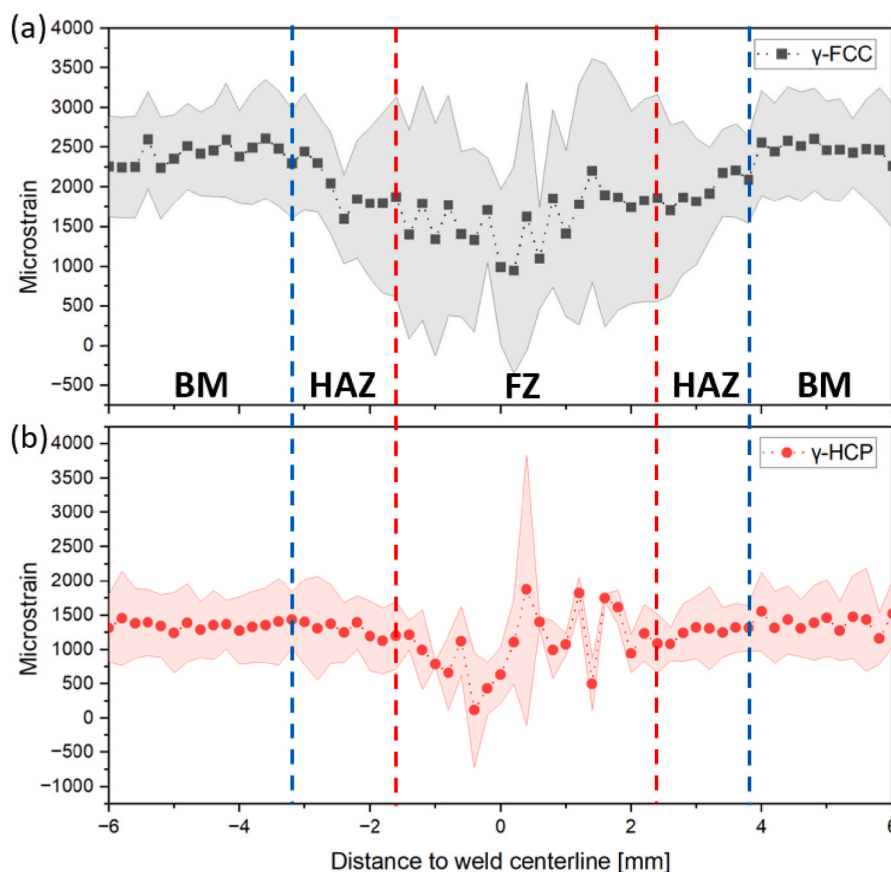 (a)
4000
3500
3000
2500
2000
1500
1000
500
0
−500
Microstrain
γ-FCC
BM HAZ FZ HAZ BM
(b)
4000
3500
3000
2500
2000
1500
1000
500
0
−500
−1000
Microstrain
γ-HCP
−6 −4 −2 0 2 4 6
Distance to weld centerline [mm]